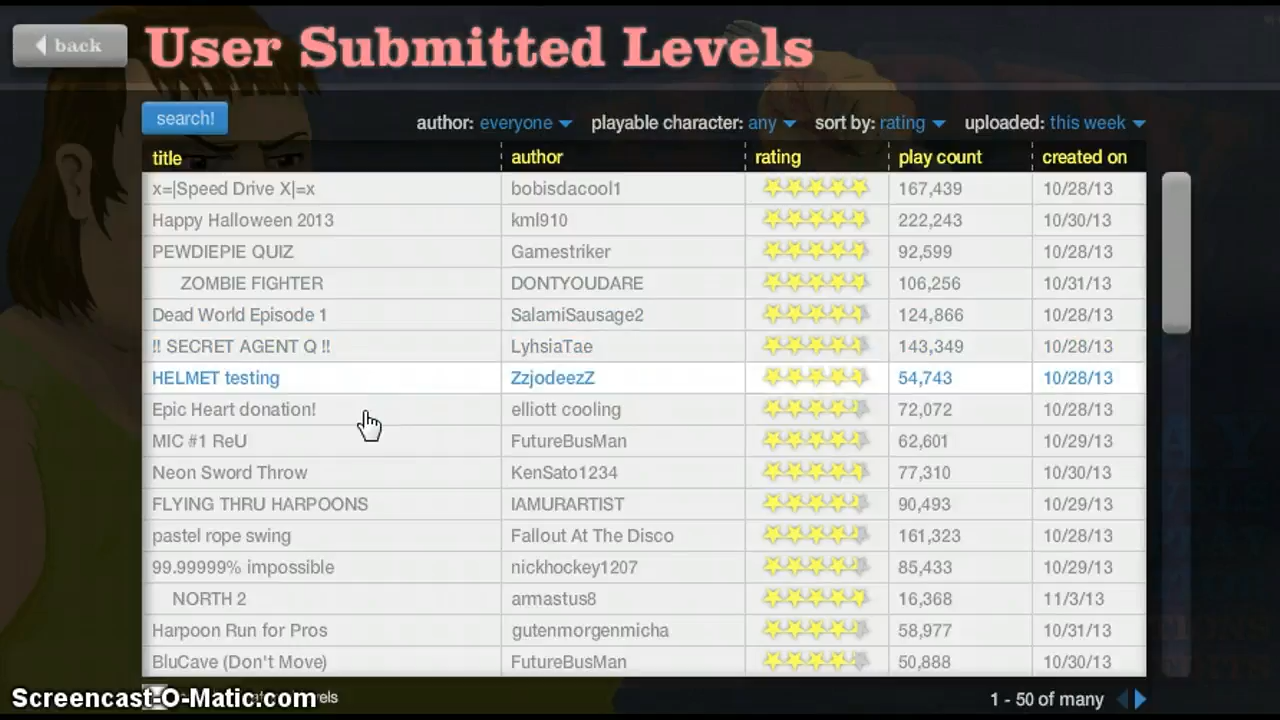 back
User Submitted Levels
search!
author: everyone playable character: any sort by: rating uploaded: this week
title author rating play count created on
x=|Speed Drive X|=x bobisdacool1 167,439 10/28/13
Happy Halloween 2013 kml910 222,243 10/30/13
PEWDIEPIE QUIZ Gamestriker 92,599 10/28/13
ZOMBIE FIGHTER DONTYOUDARE 106,256 10/31/13
Dead World Episode 1 SalamiSausage2 124,866 10/28/13
!! SECRET AGENT Q !! LyhsiaTae 143,349 10/28/13
HELMET testing ZzjodeezZ 54,743 10/28/13
Epic Heart donation! elliott cooling 72,072 10/28/13
MIC #1 ReU FutureBusMan 62,601 10/29/13
Neon Sword Throw KenSato1234 77,310 10/30/13
FLYING THRU HARPOONS IAMURARTIST 90,493 10/29/13
pastel rope swing Fallout At The Disco 161,323 10/28/13
99.99999% impossible nickhockey1207 85,433 10/29/13
NORTH 2 armastus8 16,368 11/3/13
Harpoon Run for Pros gutenmorgenmicha 58,977 10/31/13
BluCave (Don't Move) FutureBusMan 50,888 10/30/13
Screencast-O-Matic.com 1 - 50 of many